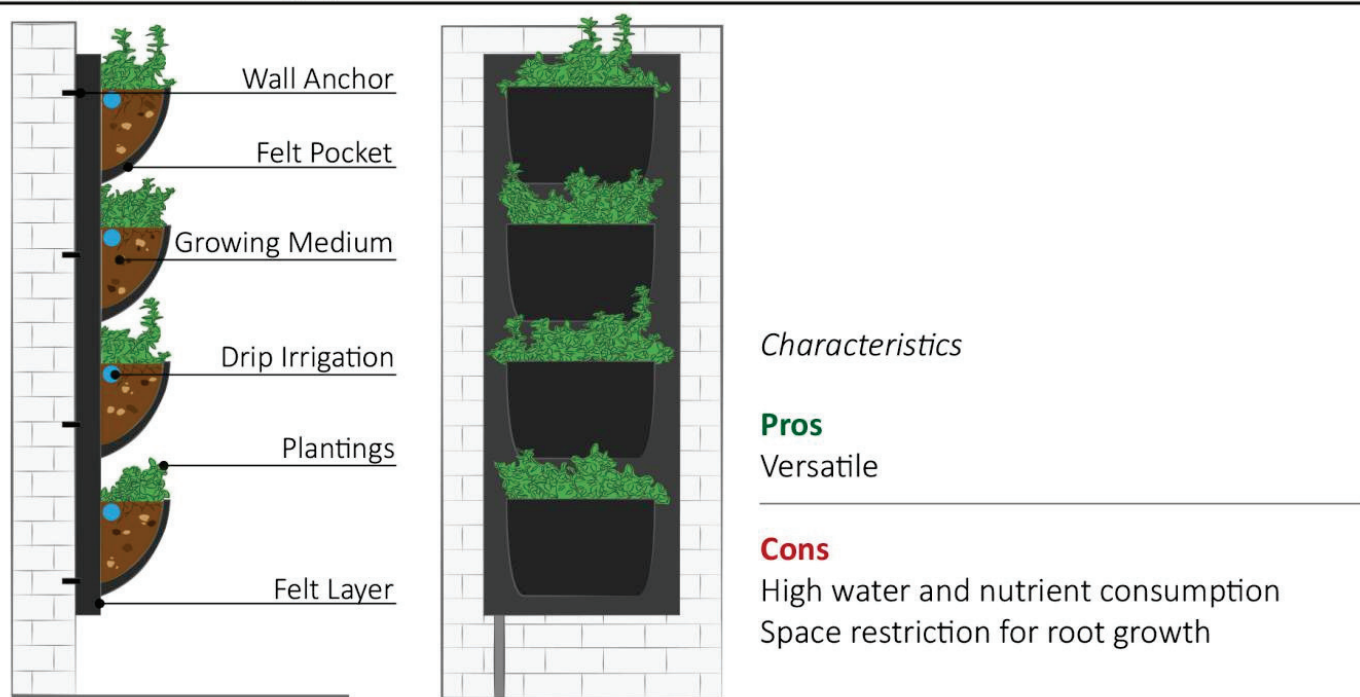 Wall Anchor
Felt Pocket
Growing Medium
Drip Irrigation
Plantings
Felt Layer
Characteristics
Pros
Versatile
Cons
High water and nutrient consumption
Space restriction for root growth